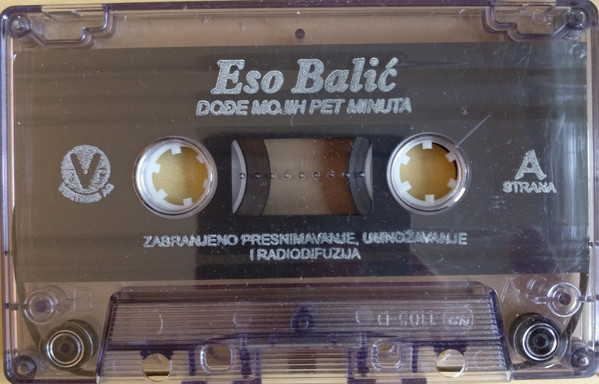 Eso Balić
DOĐE MOJIH PET MINUTA
V
A
STRANA
ZABRANJENO PRESNIMAVANJE, UMNOŽAVANJE
I RADIODIFUZIJA
B
A